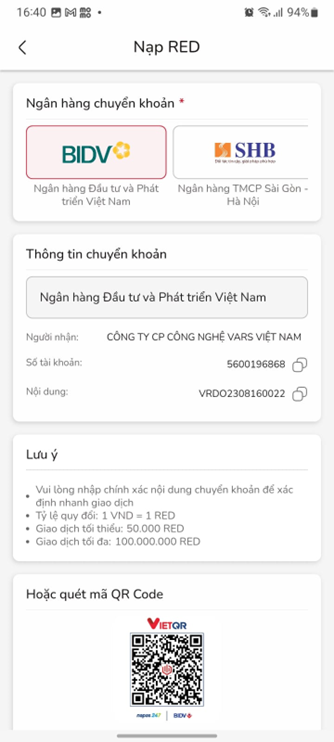 16:40
94%
Nạp RED
Ngân hàng chuyển khoản *
BIDV
SHB
Ngân hàng Đầu tư và Phát
triển Việt Nam
Ngân hàng TMCP Sài Gòn -
Hà Nội
Thông tin chuyển khoản
Ngân hàng Đầu tư và Phát triển Việt Nam
Người nhận: CÔNG TY CP CÔNG NGHỆ VARS VIỆT NAM
Số tài khoản: 5600196868
Nội dung: VRDO2308160022
Lưu ý
• Vui lòng nhập chính xác nội dung chuyển khoản để xác
định nhanh giao dịch
• Tỷ lệ quy đổi: 1 VND = 1 RED
• Giao dịch tối thiểu: 50.000 RED
• Giao dịch tối đa: 100.000.000 RED
Hoặc quét mã QR Code
VIETQR
napas 247 | BIDV